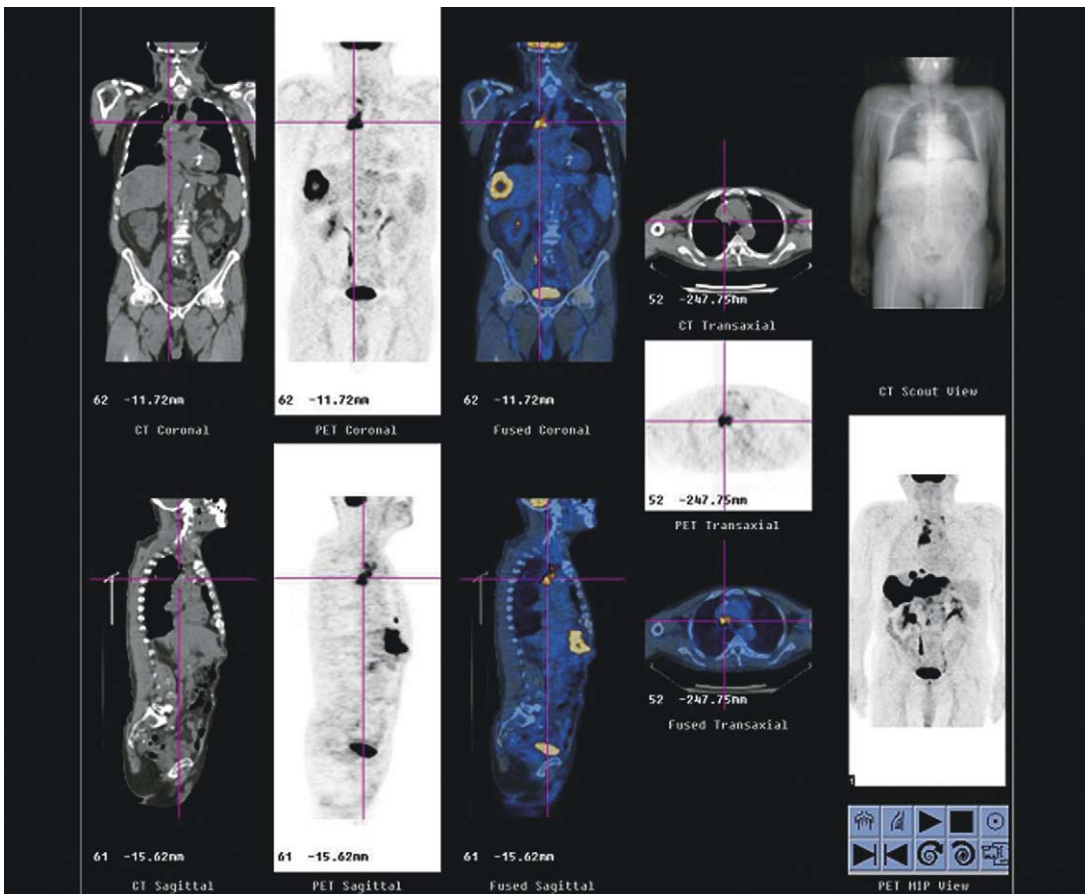 62 -11.72mm
CT Coronal
62 -11.72mm
PET Coronal
62 -11.72mm
Fused Coronal
52 -247.75mm
CT Transaxial
52 -247.75mm
PET Transaxial
52 -247.75mm
Fused Transaxial
CT Scout View
61 -15.62mm
CT Sagittal
61 -15.62mm
PET Sagittal
61 -15.62mm
Fused Sagittal
1
PET MIP View